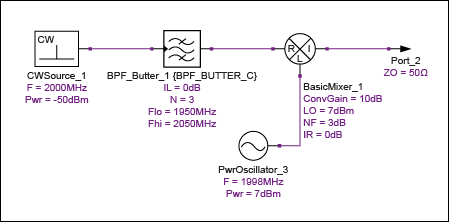 CW
CWSource_1
F = 2000MHz
Pwr = -50dBm
BPF_Butter_1 {BPF_BUTTER_C}
IL = 0dB
N = 3
Flo = 1950MHz
Fhi = 2050MHz
R I
L
BasicMixer_1
ConvGain = 10dB
LO = 7dBm
NF = 3dB
IR = 0dB
Port_2
ZO = 50Ω
PwrOscillator_3
F = 1998MHz
Pwr = 7dBm